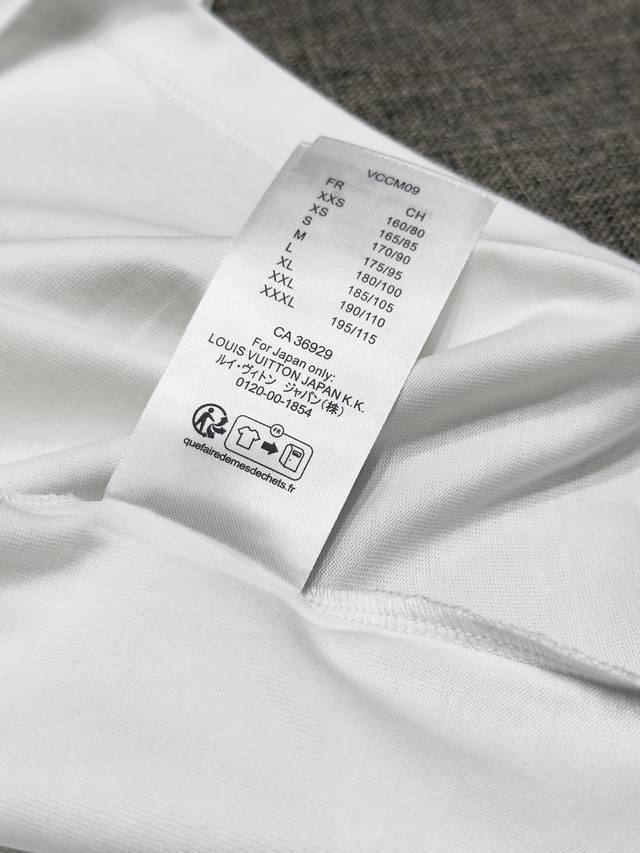 VCCM09
FR CH
XXS 160/80
XS 165/85
S 170/90
M 175/95
L 180/100
XL 185/105
XXL 190/110
XXXL 195/115
CA 36929
For Japan only:
LOUIS VUITTON JAPAN K.K.
ルイ・ヴィトン ジャパン(株)
0120-00-1854
FR
quefairedemesdechets.fr